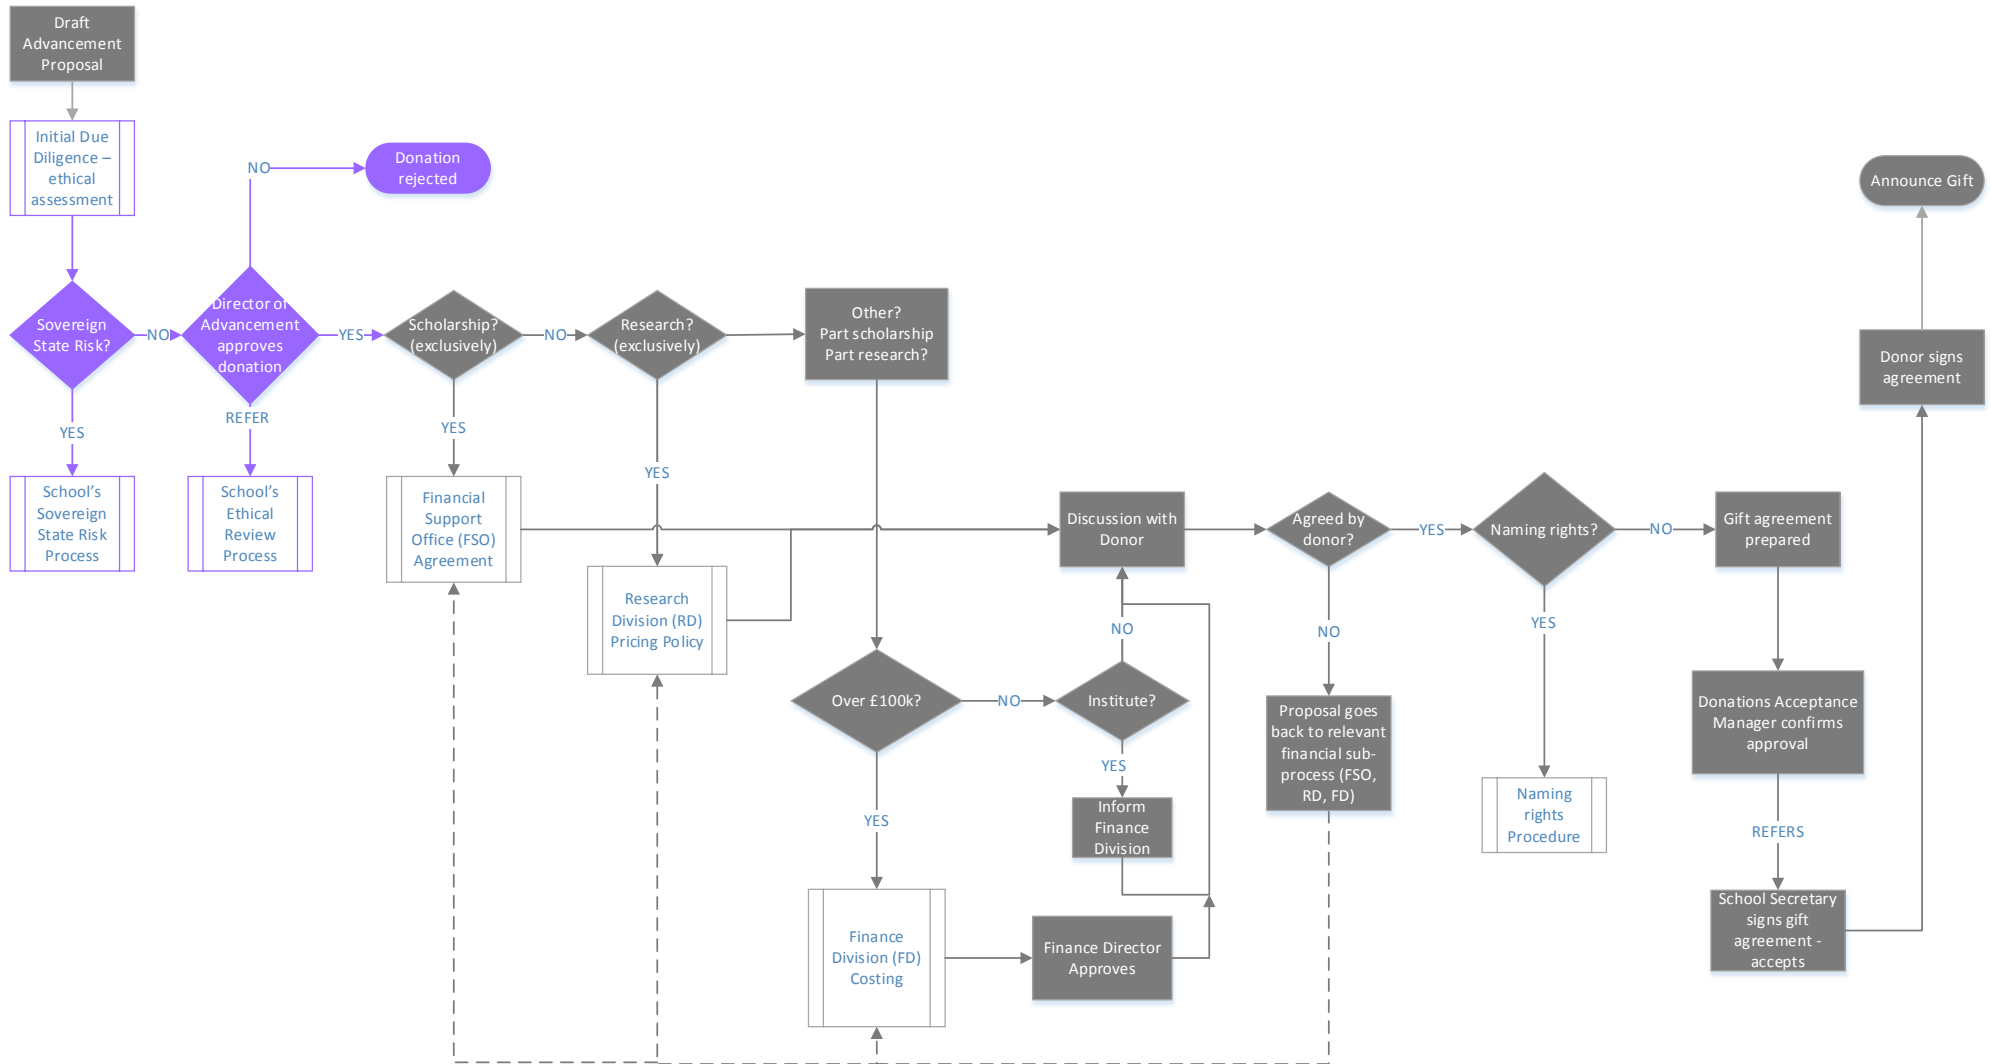 Draft
Advancement
Proposal
Initial Due
Diligence –
ethical
assessment
Sovereign
State Risk?
YES
School's
Sovereign
State Risk
Process
NO
Director of
Advancement
approves
donation
NO
Donation
rejected
REFER
School's
Ethical
Review
Process
YES
Scholarship?
(exclusively)
YES
Financial
Support
Office (FSO)
Agreement
NO
Research?
(exclusively)
YES
Research
Division (RD)
Pricing Policy
Other?
Part scholarship
Part research?
Over £100k?
YES
Finance
Division (FD)
Costing
Finance Director
Approves
NO
Institute?
NO
YES
Inform
Finance
Division
Discussion with
Donor
Agreed by
donor?
NO
Proposal goes
back to relevant
financial sub-
process (FSO,
RD, FD)
YES
Naming rights?
YES
Naming
rights
Procedure
NO
Gift agreement
prepared
Donations Acceptance
Manager confirms
approval
REFERS
School Secretary
signs gift
agreement -
accepts
Donor signs
agreement
Announce Gift